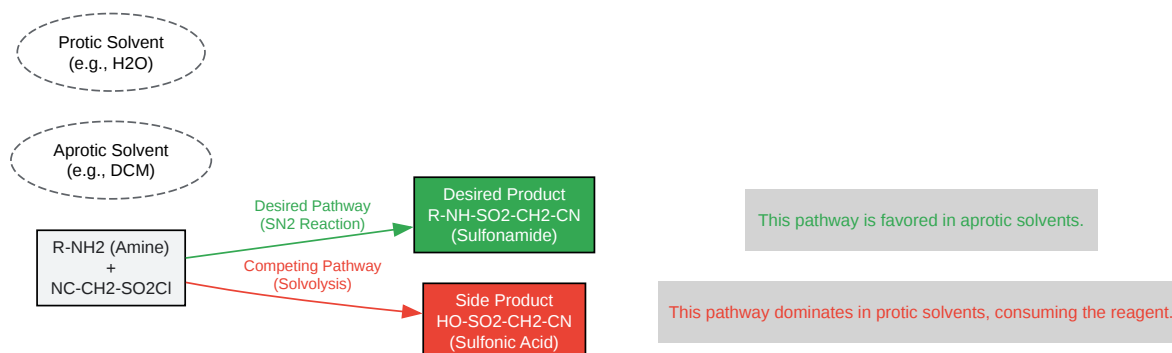 Protic Solvent
(e.g., H2O)
Aprotic Solvent
(e.g., DCM)
R-NH2 (Amine)
+
NC-CH2-SO2Cl
Desired Pathway
(SN2 Reaction)
Competing Pathway
(Solvolysis)
Desired Product
R-NH-SO2-CH2-CN
(Sulfonamide)
Side Product
HO-SO2-CH2-CN
(Sulfonic Acid)
This pathway is favored in aprotic solvents.
This pathway dominates in protic solvents, consuming the reagent.